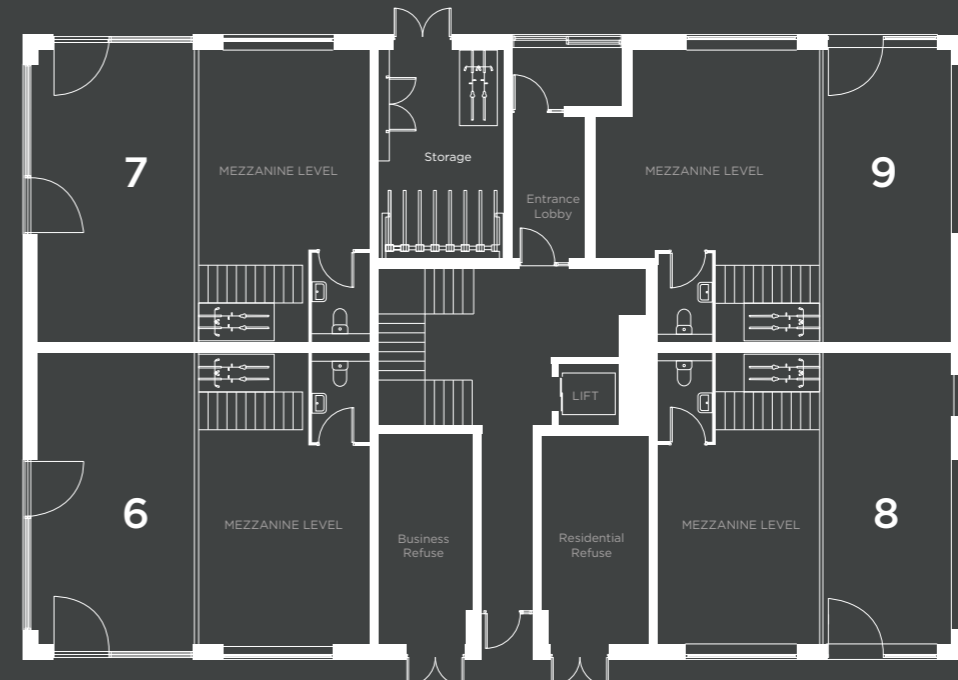 7
MEZZANINE LEVEL
Storage
Entrance
Lobby
MEZZANINE LEVEL
9
LIFT
6
MEZZANINE LEVEL
Business
Refuse
Residential
Refuse
MEZZANINE LEVEL
8